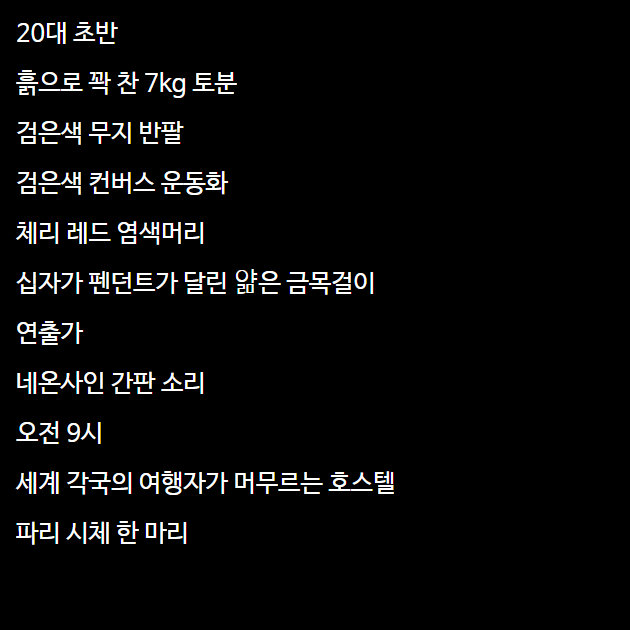 20대 초반
흙으로 꽉 찬 7kg 토분
검은색 무지 반팔
검은색 컨버스 운동화
체리 레드 염색머리
십자가 펜던트가 달린 얇은 금목걸이
연출가
네온사인 간판 소리
오전 9시
세계 각국의 여행자가 머무르는 호스텔
파리 시체 한 마리